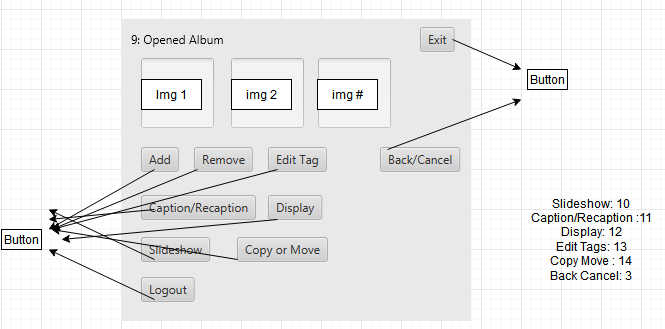 9: Opened Album
Exit
Button
Img 1
img 2
img #
Add
Remove
Edit Tag
Back/Cancel
Caption/Recaption
Display
Button
Slideshow
Copy or Move
Logout
Slideshow: 10
Caption/Recaption :11
Display: 12
Edit Tags: 13
Copy Move : 14
Back Cancel: 3